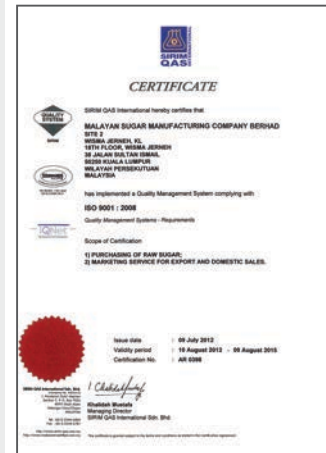 SIRIM
QAS
INTERNATIONAL
CERTIFICATE
QUALITY
SYSTEM
SIRIM QAS International hereby certifies that
MALAYAN SUGAR MANUFACTURING COMPANY BERHAD
SITE 2
WISMA JERNEH, KL
18TH FLOOR, WISMA JERNEH
38 JALAN SULTAN ISMAIL
50250 KUALA LUMPUR
WILAYAH PERSEKUTUAN
MALAYSIA
has implemented a Quality Management System complying with
ISO 9001 : 2008
Quality Management Systems - Requirements
IQNet
Scope of Certification
1) PURCHASING OF RAW SUGAR;
2) MARKETING SERVICE FOR EXPORT AND DOMESTIC SALES.
Issue date : 09 July 2012
Validity period : 10 August 2012 - 09 August 2015
Certification No. : AR 0398
Khalidah Mustafa
Managing Director
SIRIM QAS International Sdn. Bhd.